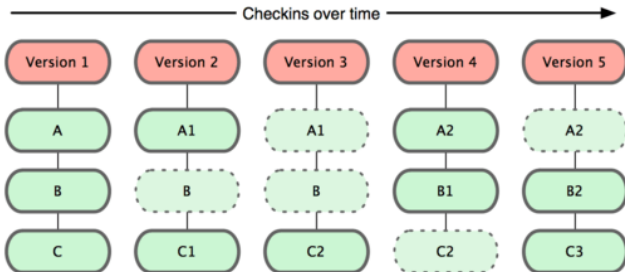 Checkins over time
Version 1 Version 2 Version 3 Version 4 Version 5
A A1 A1 A2 A2
B B B B1 B2
C C1 C2 C2 C3